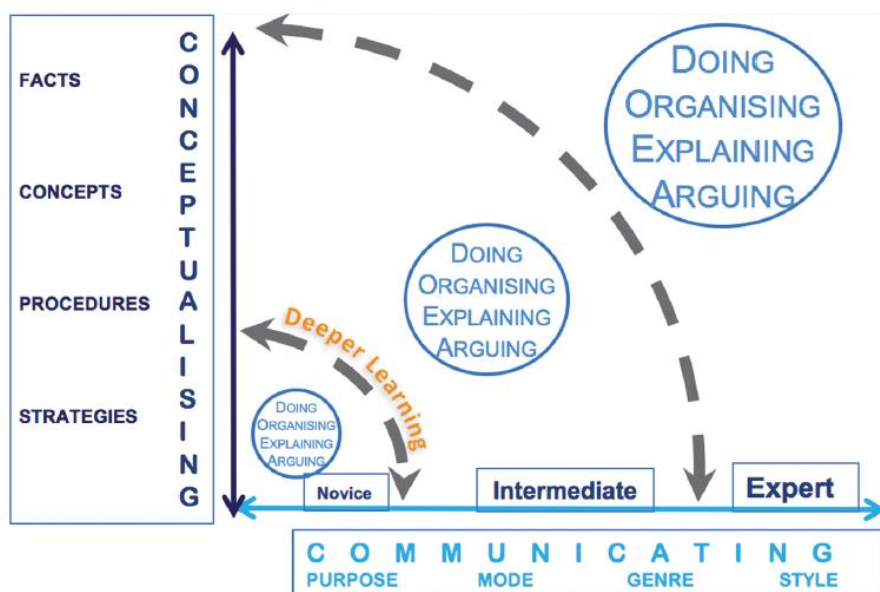 FACTS
CONCEPTS
PROCEDURES
STRATEGIES
CONCEPTUALISING
DOING
ORGANISING
EXPLAINING
ARGUING
DOING
ORGANISING
EXPLAINING
ARGUING
Deeper Learning
DOING
ORGANISING
EXPLAINING
ARGUING
Novice
Intermediate
Expert
COMMUNICATING
PURPOSE MODE GENRE STYLE